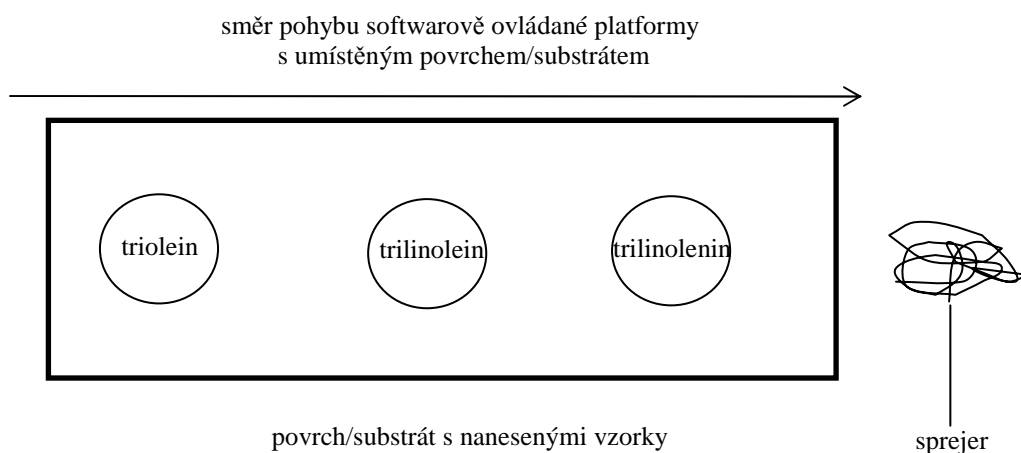 směr pohybu softwarově ovládané platformy
s umístěným povrchem/substrátem
triolein
trilinolein
trilinolenin
povrch/substrát s nanesenými vzorky
sprejer